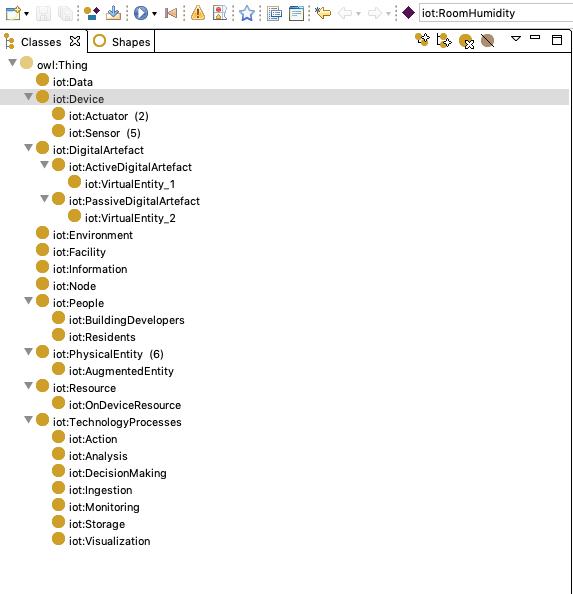 iot:RoomHumidity
Classes
Shapes
owl:Thing
iot:Data
iot:Device
iot:Actuator (2)
iot:Sensor (5)
iot:DigitalArtefact
iot:ActiveDigitalArtefact
iot:VirtualEntity_1
iot:PassiveDigitalArtefact
iot:VirtualEntity_2
iot:Environment
iot:Facility
iot:Information
iot:Node
iot:People
iot:BuildingDevelopers
iot:Residents
iot:PhysicalEntity (6)
iot:AugmentedEntity
iot:Resource
iot:OnDeviceResource
iot:TechnologyProcesses
iot:Action
iot:Analysis
iot:DecisionMaking
iot:Ingestion
iot:Monitoring
iot:Storage
iot:Visualization